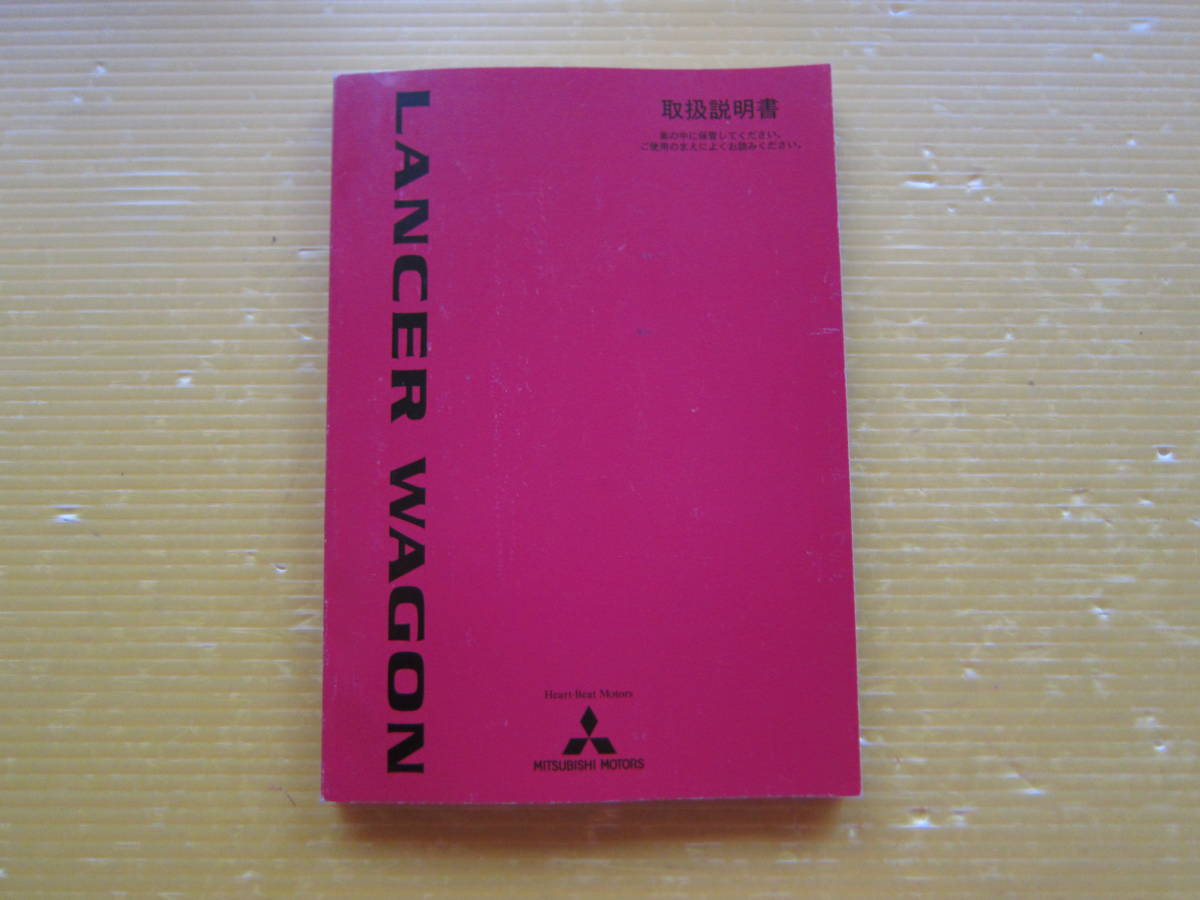 取扱説明書
車の中に保管してください。
ご使用のまえによくお読みください。
LANCER WAGON
Heart-Beat Motors
MITSUBISHI MOTORS